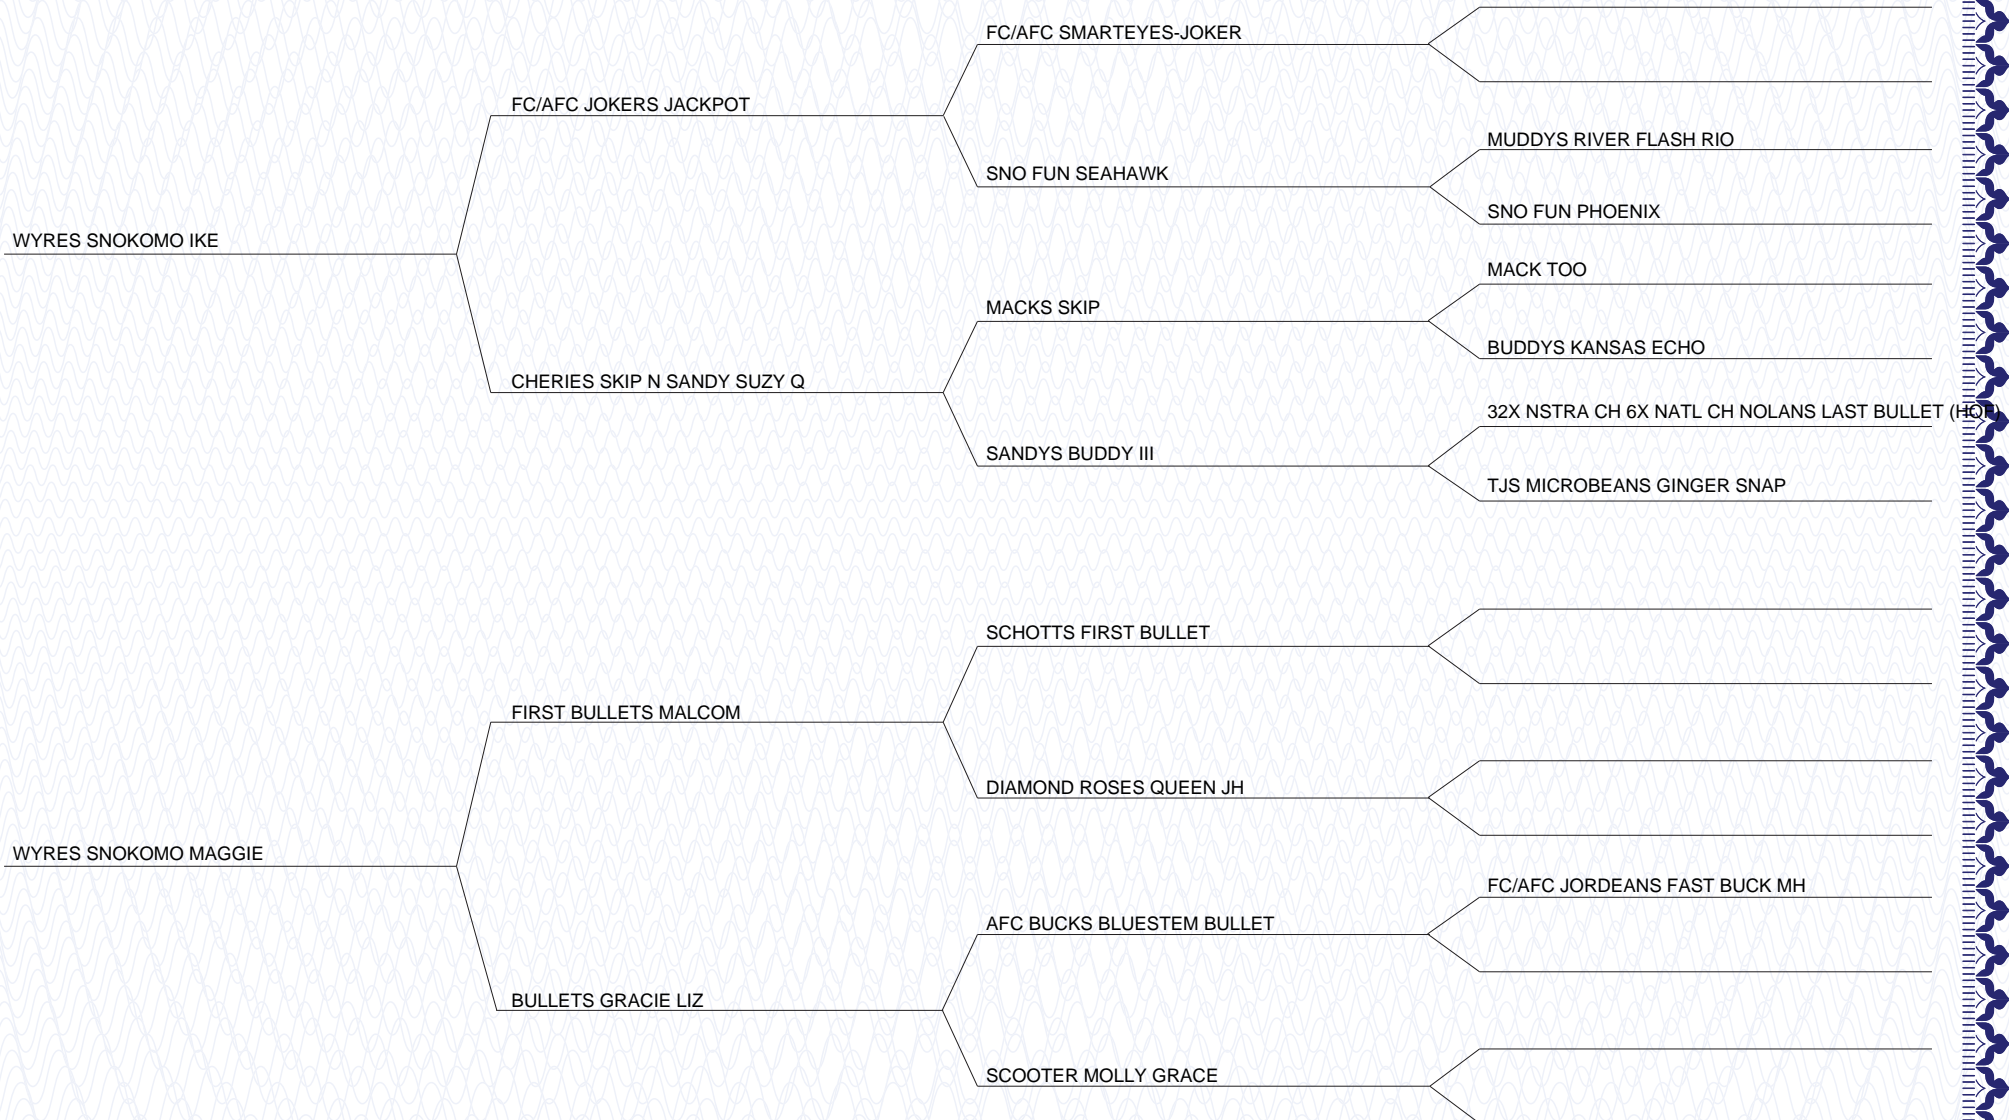 FC/AFC SMARTEYES-JOKER
FC/AFC JOKERS JACKPOT
MUDDYS RIVER FLASH RIO
SNO FUN SEAHAWK
SNO FUN PHOENIX
WYRES SNOKOMO IKE
MACK TOO
MACKS SKIP
BUDDYS KANSAS ECHO
CHERIES SKIP N SANDY SUZY Q
32X NSTRA CH 6X NATL CH NOLANS LAST BULLET (HOF)
SANDYS BUDDY III
TJS MICROBEANS GINGER SNAP
SCHOTTS FIRST BULLET
FIRST BULLETS MALCOM
DIAMOND ROSES QUEEN JH
WYRES SNOKOMO MAGGIE
FC/AFC JORDEANS FAST BUCK MH
AFC BUCKS BLUESTEM BULLET
BULLETS GRACIE LIZ
SCOOTER MOLLY GRACE